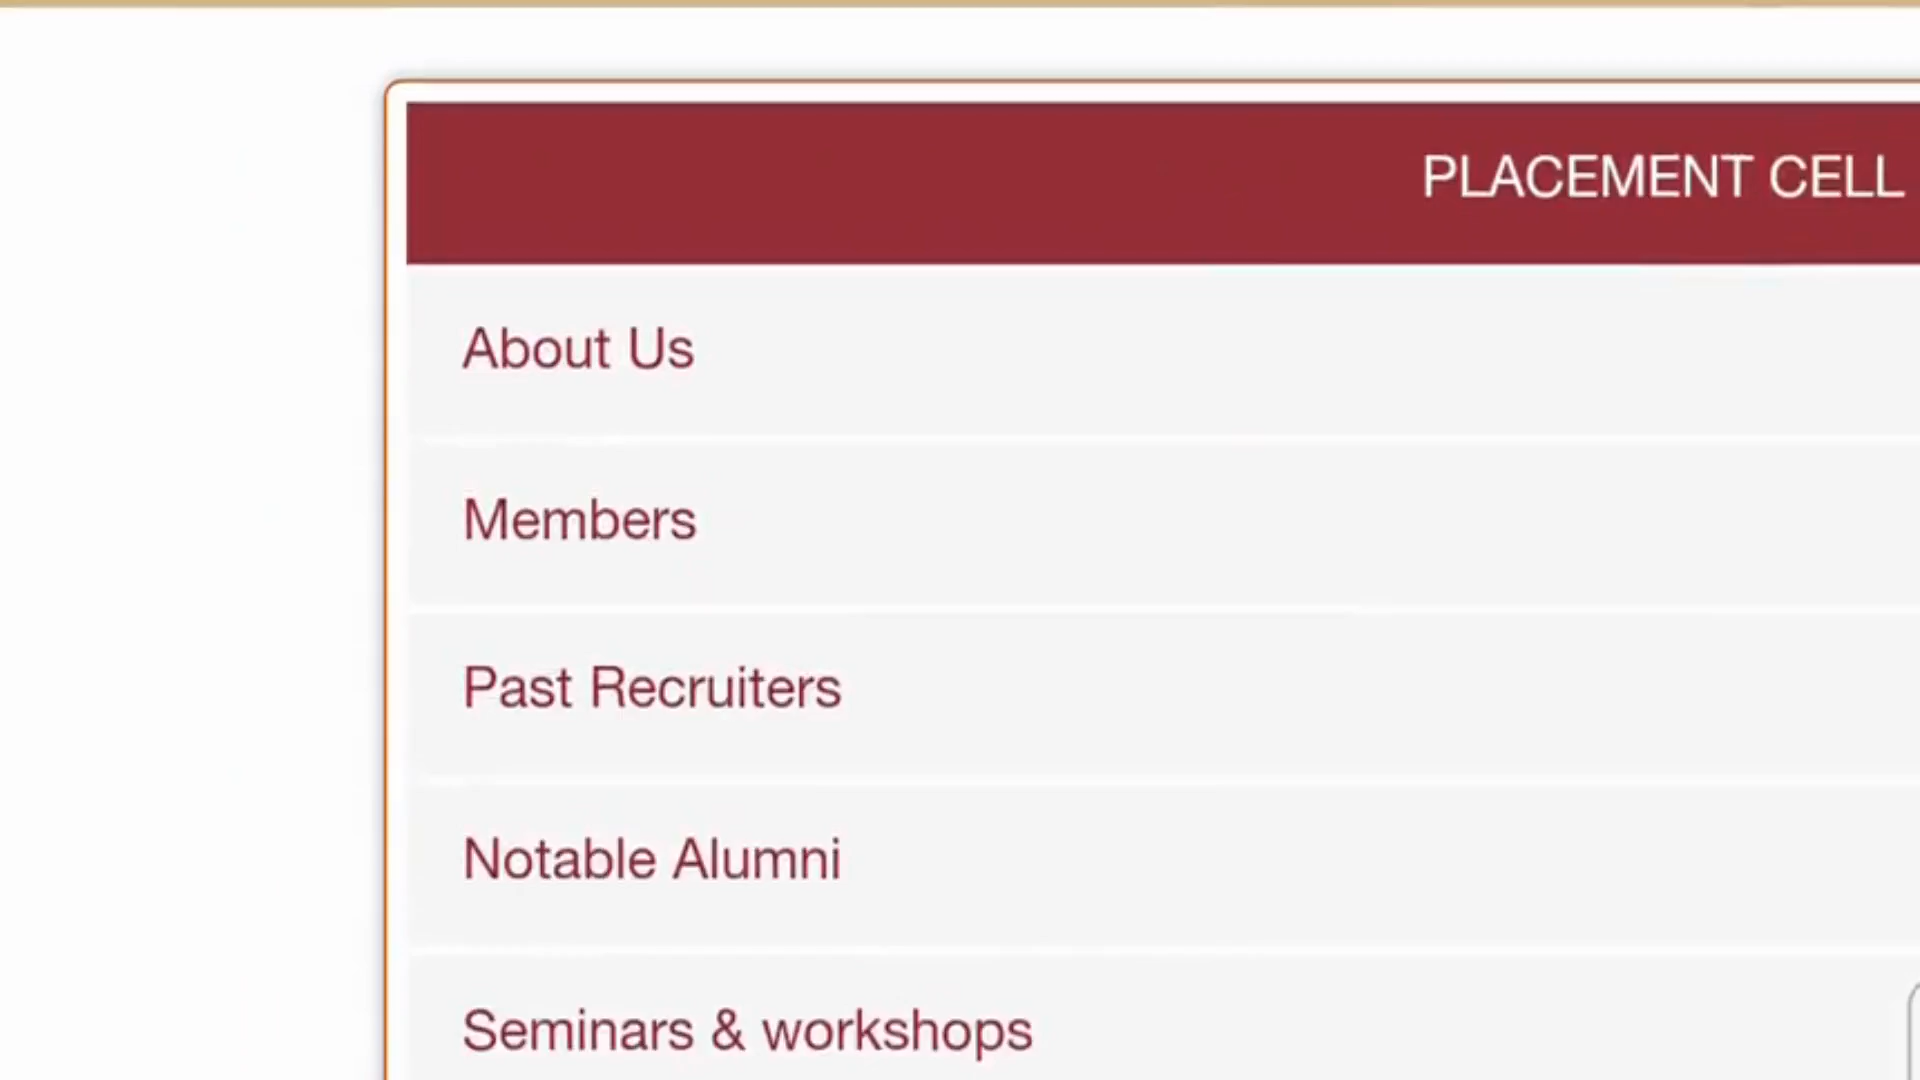 PLACEMENT CELL
About Us
Members
Past Recruiters
Notable Alumni
Seminars & workshops